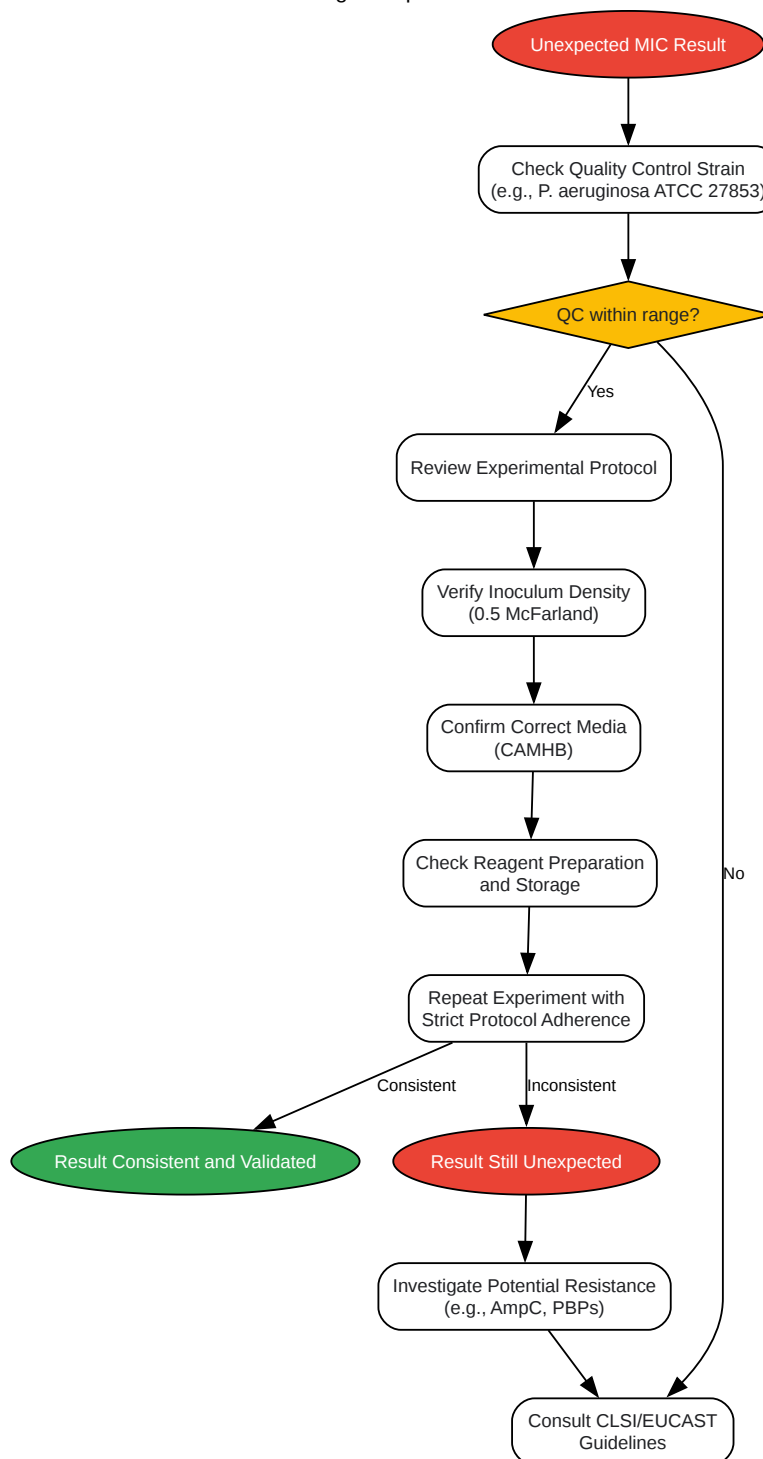 Unexpected MIC Result
Check Quality Control Strain
(e.g., P. aeruginosa ATCC 27853)
QC within range?
Yes
Review Experimental Protocol
Verify Inoculum Density
(0.5 McFarland)
Confirm Correct Media
(CAMHB)
Check Reagent Preparation
and Storage
No
Repeat Experiment with
Strict Protocol Adherence
Consistent
Inconsistent
Result Consistent and Validated
Result Still Unexpected
Investigate Potential Resistance
(e.g., AmpC, PBPs)
Consult CLSI/EUCAST
Guidelines